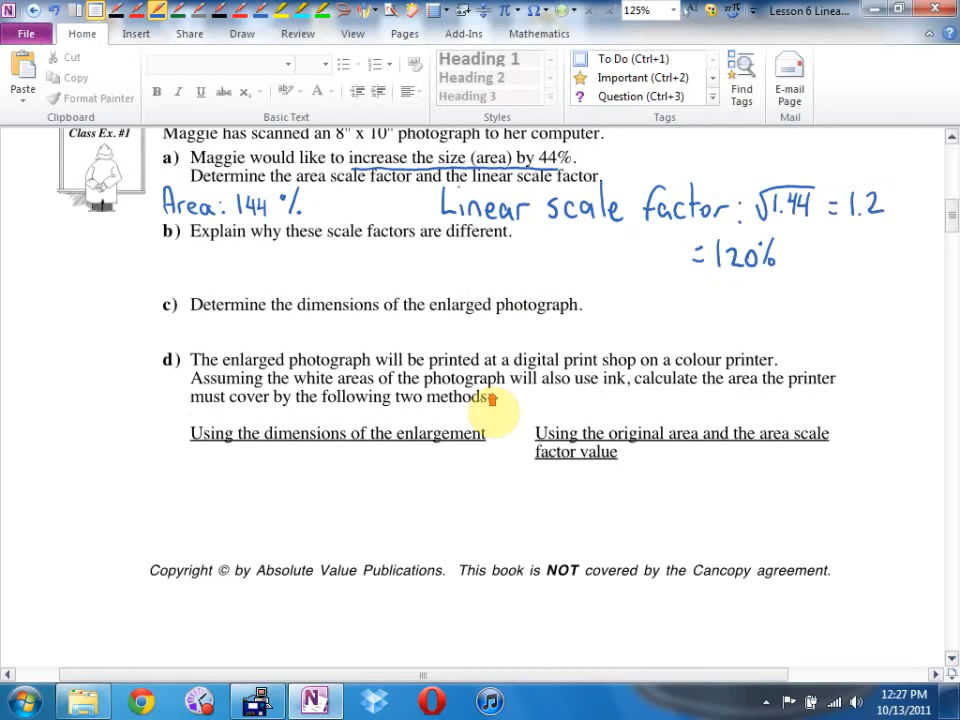 125%
Lesson 6 Linea...
File Home Insert Share Draw Review View Pages Add-Ins Mathematics
Cut
Copy
Format Painter
Paste
Clipboard
B I U abc x₂ A
Basic Text
Heading 1
Heading 2
Heading 3
Styles
To Do (Ctrl+1)
Important (Ctrl+2)
Question (Ctrl+3)
Tags
Find Tags
E-mail Page
Mail
Class Ex. #1
Maggie has scanned an 8" x 10" photograph to her computer.
a) Maggie would like to increase the size (area) by 44%.
Determine the area scale factor and the linear scale factor.
Area: 144 % Linear scale factor: √1.44 = 1.2
= 120%
b) Explain why these scale factors are different.
c) Determine the dimensions of the enlarged photograph.
d) The enlarged photograph will be printed at a digital print shop on a colour printer.
Assuming the white areas of the photograph will also use ink, calculate the area the printer
must cover by the following two methods:
Using the dimensions of the enlargement
Using the original area and the area scale
factor value
Copyright © by Absolute Value Publications. This book is NOT covered by the Cancopy agreement.
12:27 PM
10/13/2011